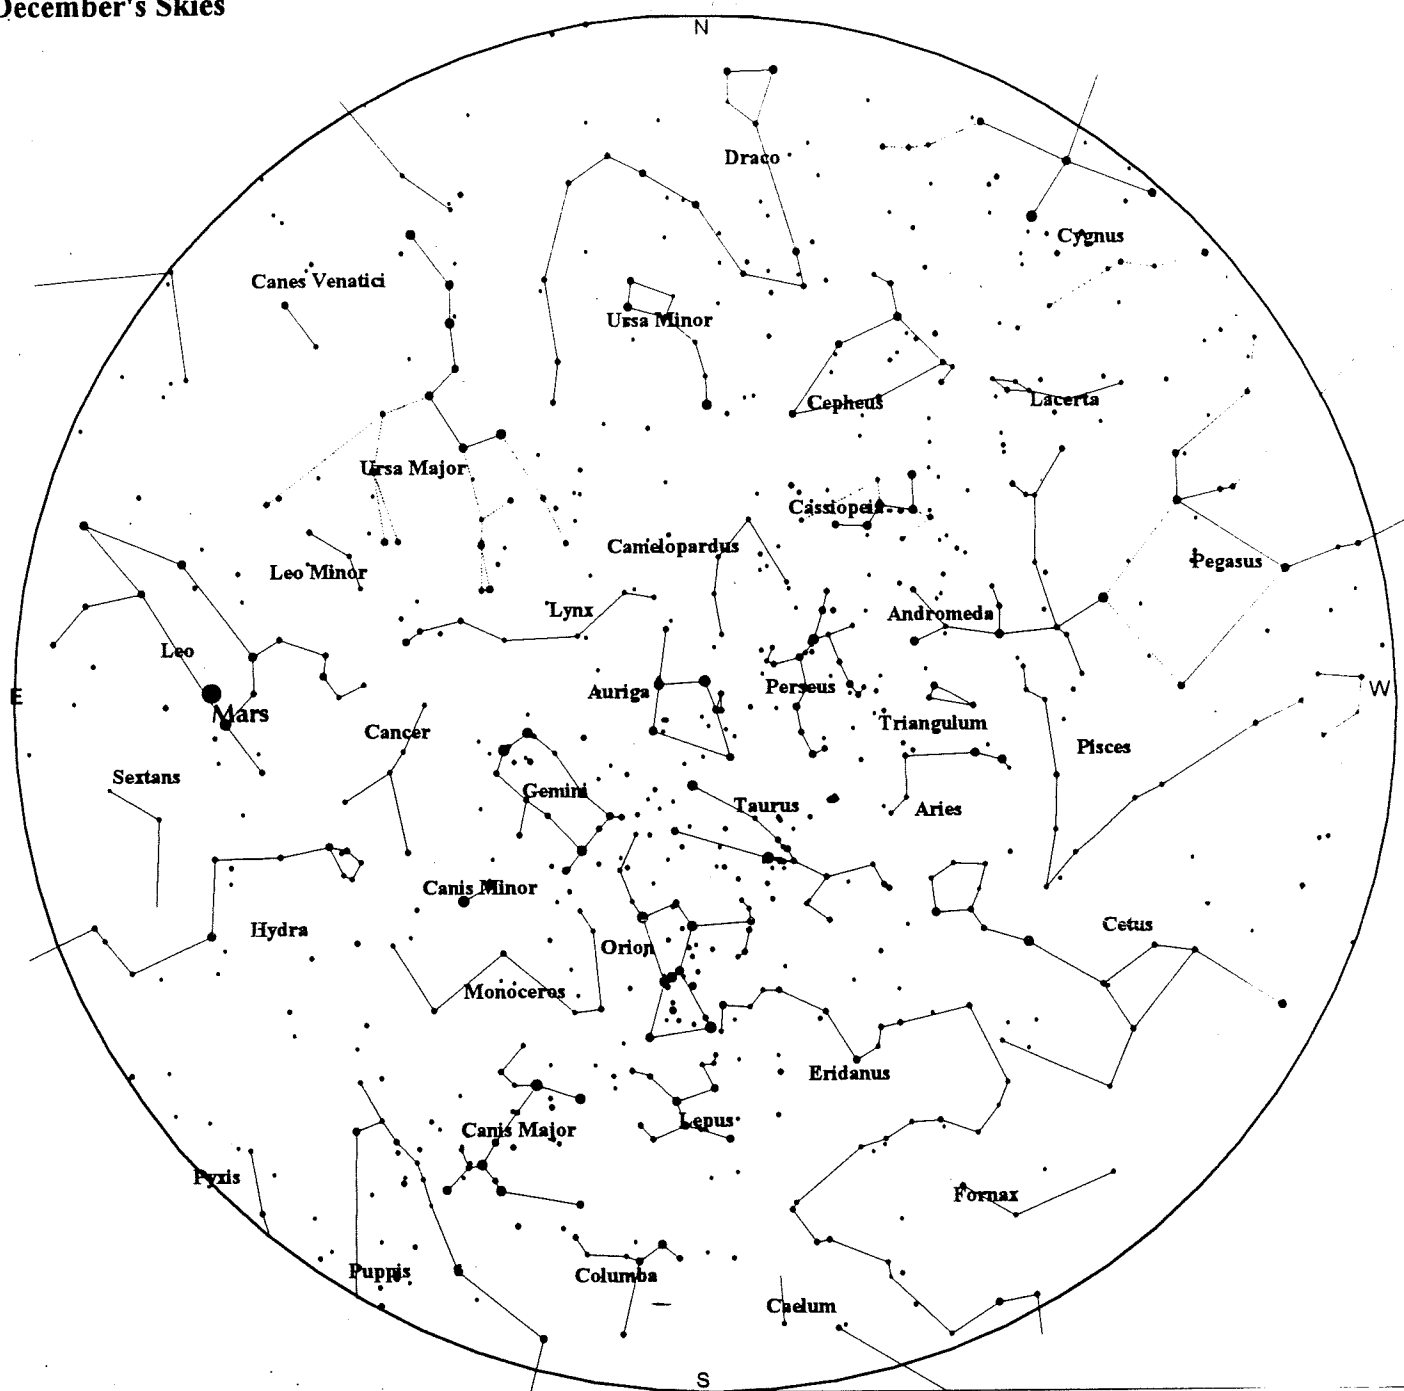 December's Skies
N
Draco
Cygnus
Canes Venatici
Ursa Minor
Cepheus
Lacerta
Ursa Major
Cassiopeia
Camelopardus
Pegasus
Leo Minor
Lynx
Andromeda
Leo
Auriga
Perseus
E
W
Mars
Triangulum
Cancer
Pisces
Sextans
Gemini
Taurus
Aries
Canis Minor
Hydra
Orion
Cetus
Monoceros
Eridanus
Canis Major
Lepus
Pyxis
Fornax
Puppis
Columba
Caelum
S